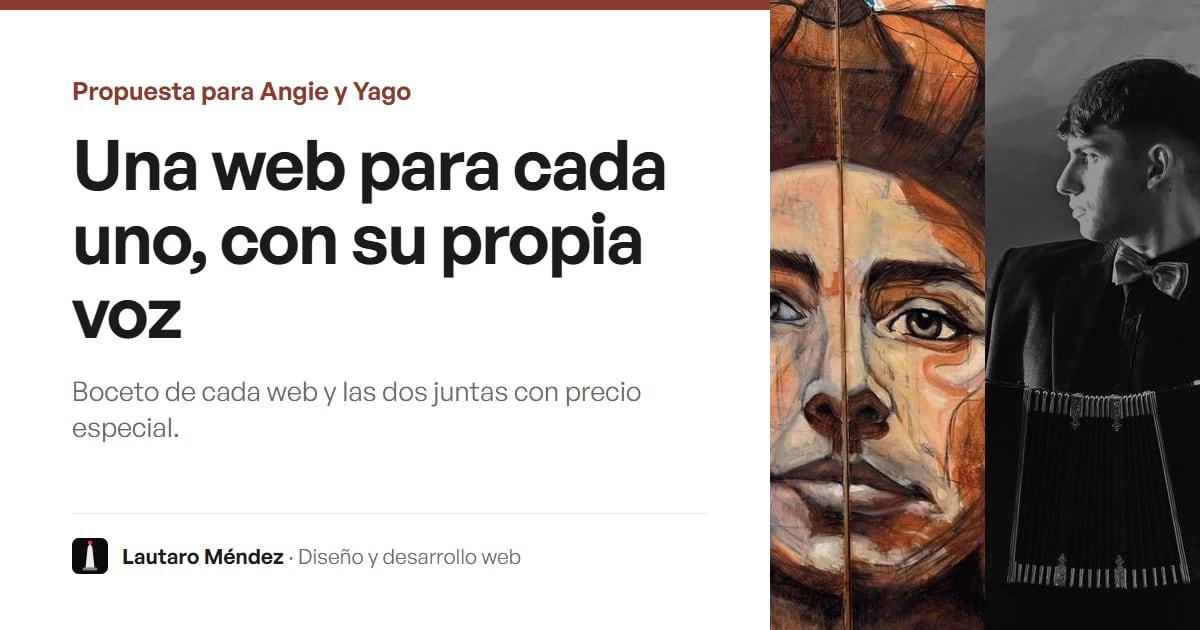 Propuesta para Angie y Yago
Una web para cada
uno, con su propia
voz
Boceto de cada web y las dos juntas con precio
especial.
Lautaro Méndez · Diseño y desarrollo web